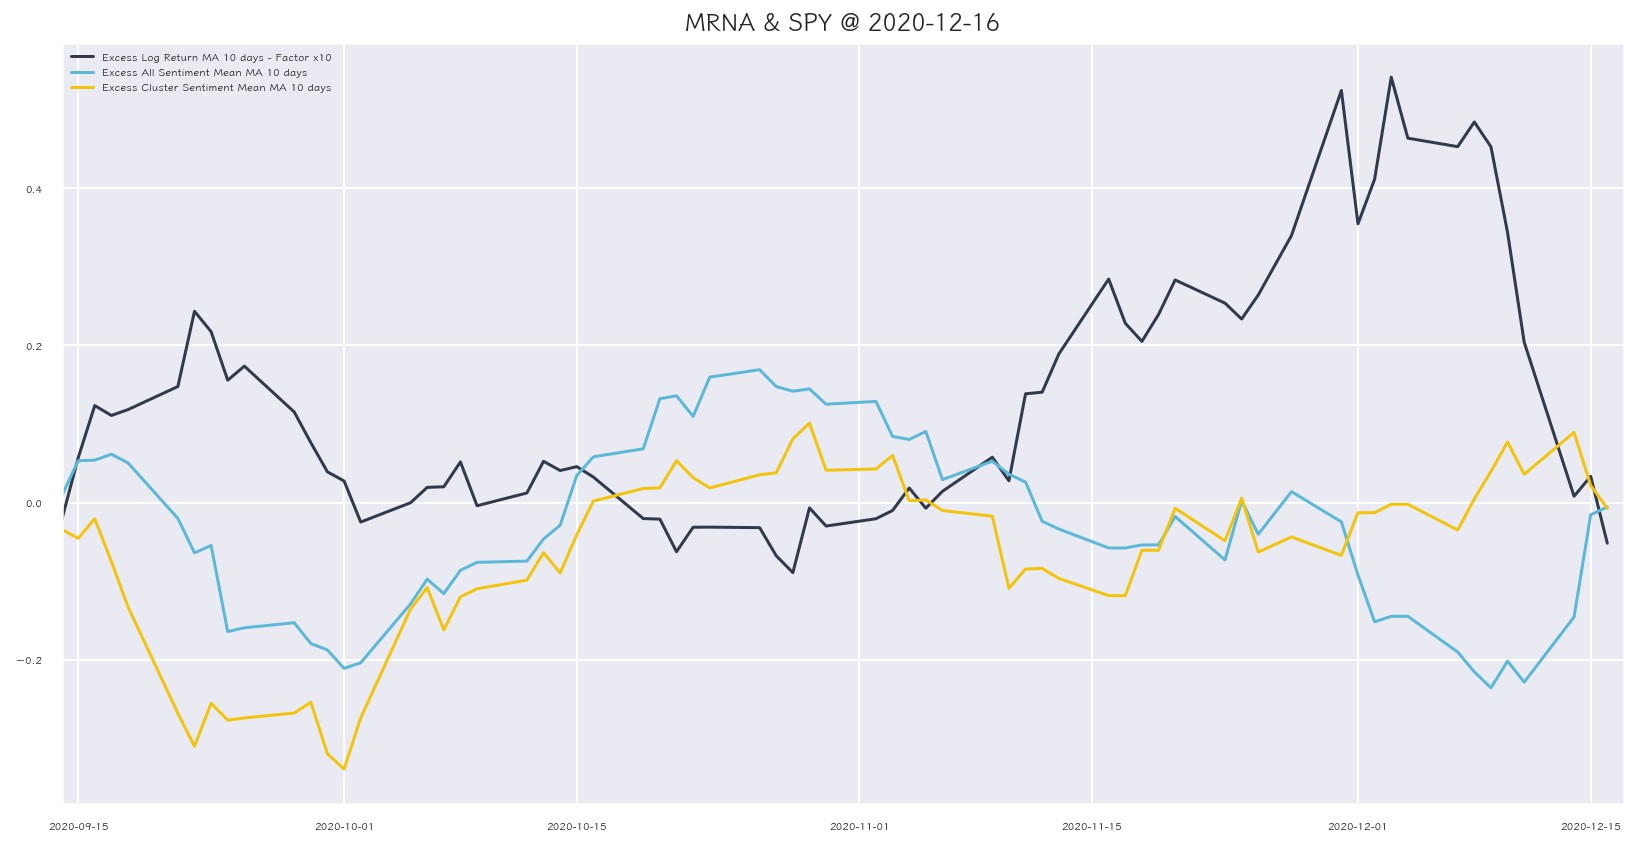 MRNA & SPY @ 2020-12-16
Excess Log Return MA 10 days - Factor x10
Excess All Sentiment Mean MA 10 days
Excess Cluster Sentiment Mean MA 10 days
0.4
0.2
0.0
−0.2
2020-09-15 2020-10-01 2020-10-15 2020-11-01 2020-11-15 2020-12-01 2020-12-15